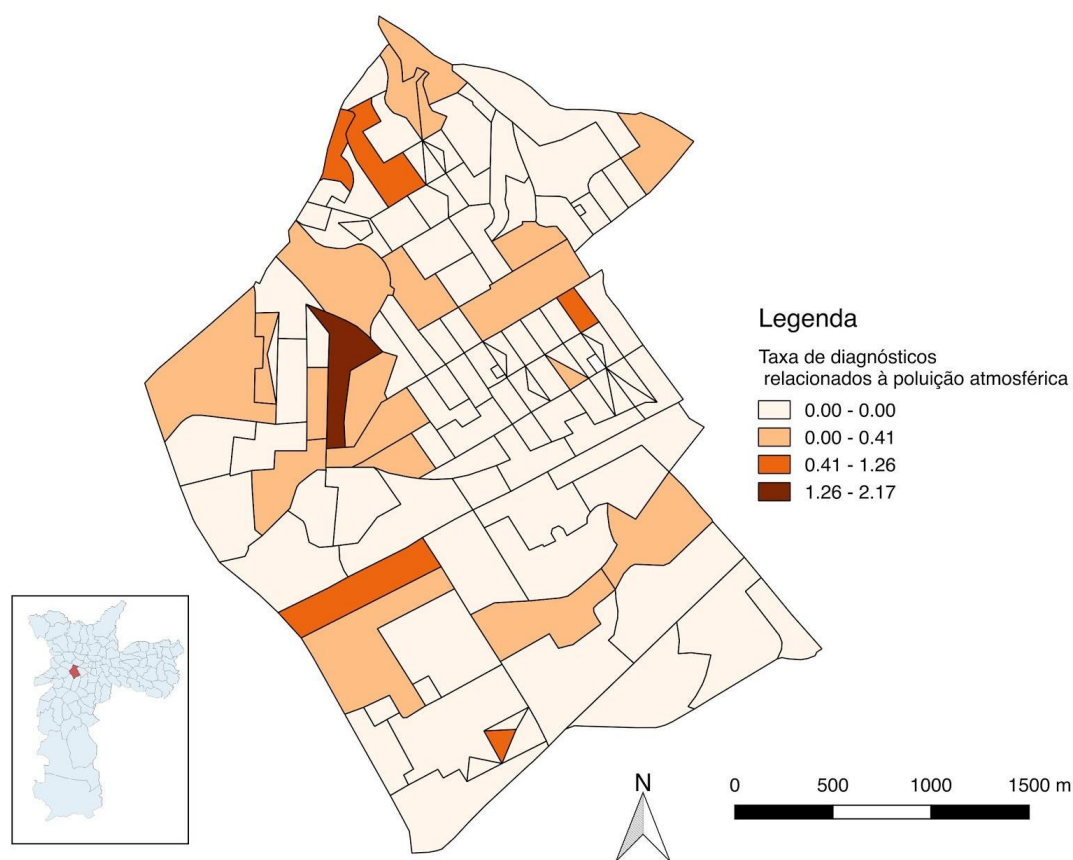 Legenda
Taxa de diagnósticos
relacionados à poluição atmosférica
0.00 - 0.00
0.00 - 0.41
0.41 - 1.26
1.26 - 2.17
N
0 500 1000 1500 m